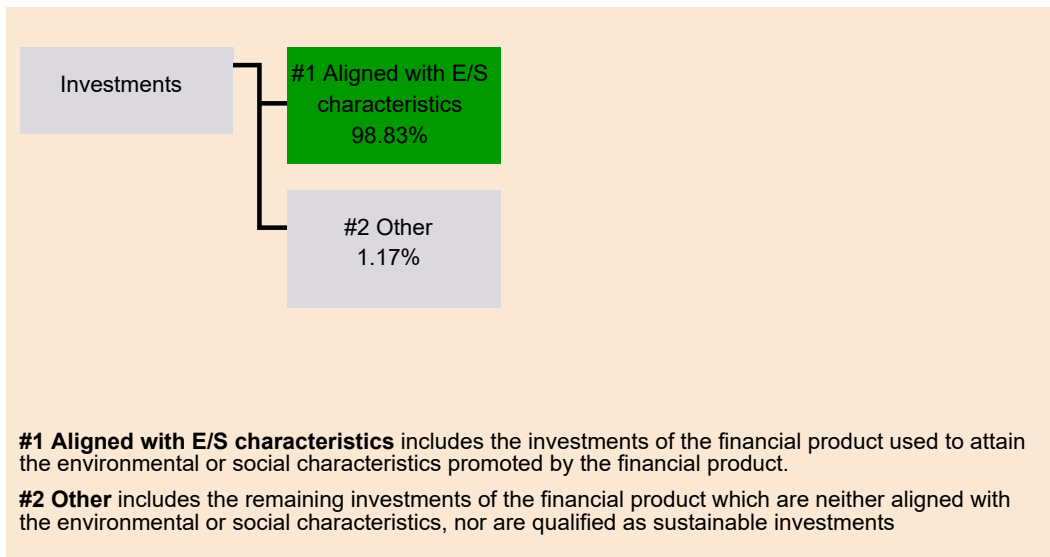 Investments
#1 Aligned with E/S
characteristics
98.83%
#2 Other
1.17%
#1 Aligned with E/S characteristics includes the investments of the financial product used to attain
the environmental or social characteristics promoted by the financial product.
#2 Other includes the remaining investments of the financial product which are neither aligned with
the environmental or social characteristics, nor are qualified as sustainable investments